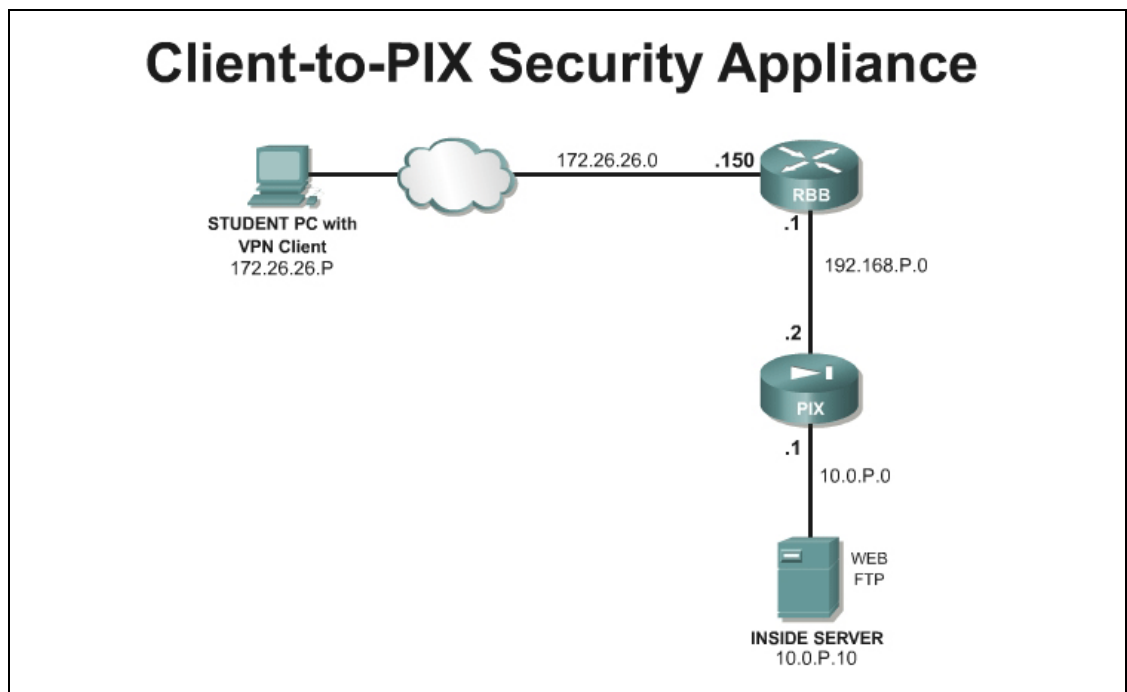 Client-to-PIX Security Appliance
172.26.26.0
.150
RBB
STUDENT PC with
VPN Client
172.26.26.P
.1
192.168.P.0
.2
PIX
.1
10.0.P.0
WEB
FTP
INSIDE SERVER
10.0.P.10